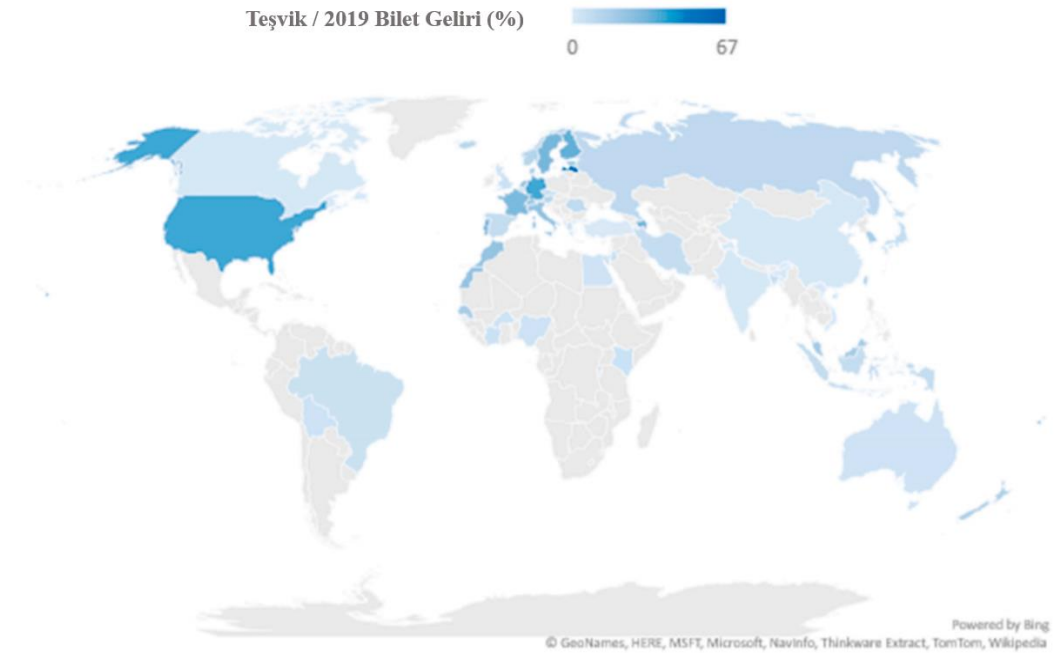 Teşvik / 2019 Bilet Geliri (%)
0 67
Powered by Bing
© GeoNames, HERE, MSFT, Microsoft, NavInfo, Thinkware Extract, TomTom, Wikipedia